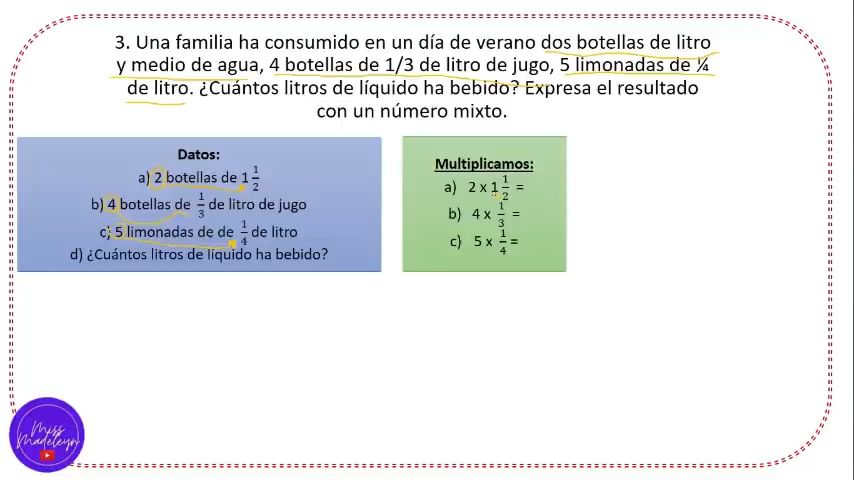 3. Una familia ha consumido en un día de verano dos botellas de litro
y medio de agua, 4 botellas de 1/3 de litro de jugo, 5 limonadas de ¼
de litro. ¿Cuántos litros de líquido ha bebido? Expresa el resultado
con un número mixto.
Datos:
a) 2 botellas de 1 1/2
b) 4 botellas de 1/3 de litro de jugo
c) 5 limonadas de de 1/4 de litro
d) ¿Cuántos litros de líquido ha bebido?
Multiplicamos:
a) 2 x 1 1/2 =
b) 4 x 1/3 =
c) 5 x 1/4 =
Miss
Madeleyn